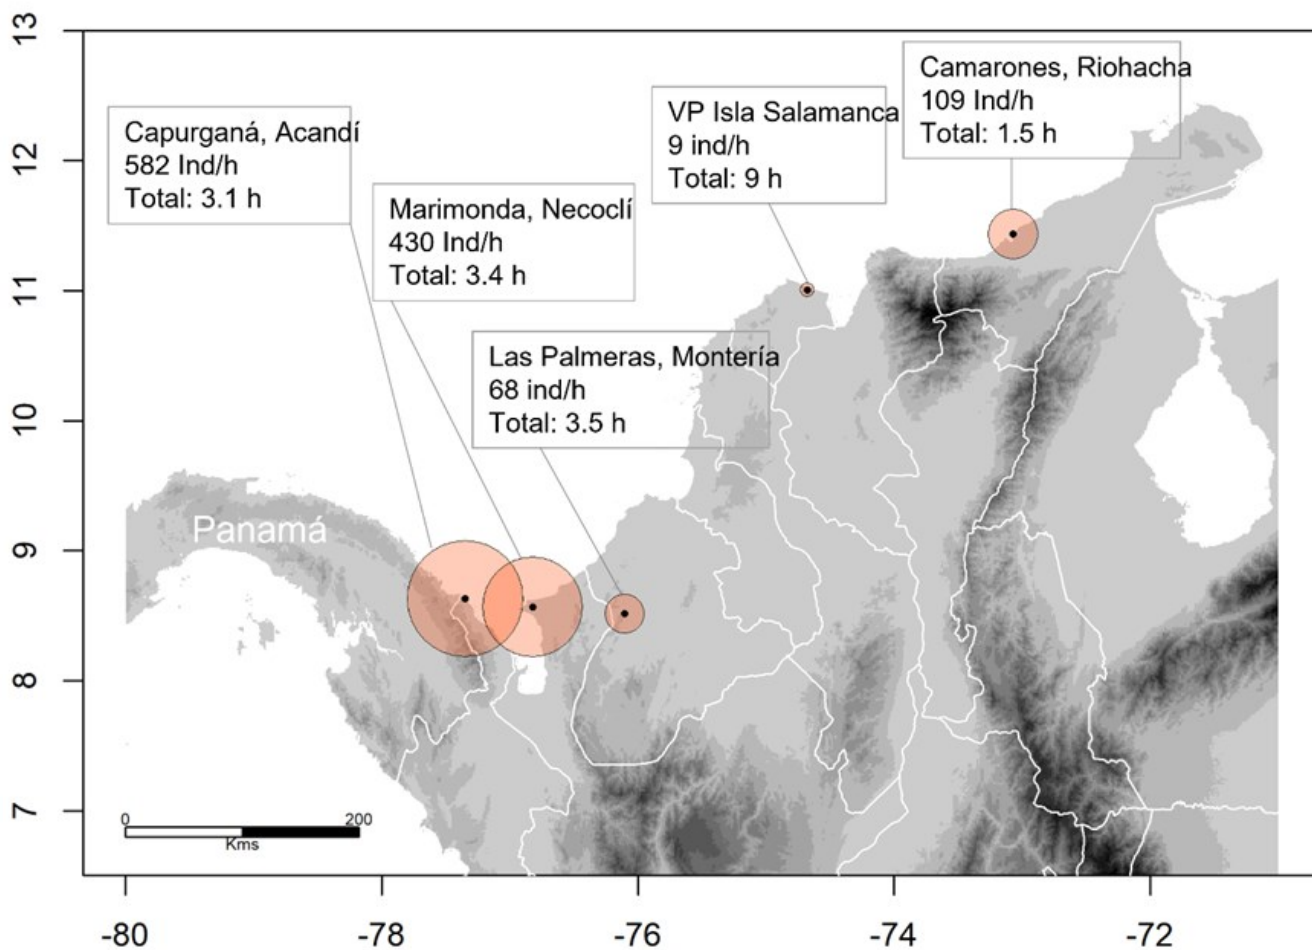 13
12
11
10
9
8
7
Capurganá, Acandí
582 Ind/h
Total: 3.1 h
Marimonda, Necoclí
430 Ind/h
Total: 3.4 h
Las Palmeras, Montería
68 ind/h
Total: 3.5 h
VP Isla Salamanca
9 ind/h
Total: 9 h
Camarones, Riohacha
109 Ind/h
Total: 1.5 h
Panamá
0 200
Kms
-80 -78 -76 -74 -72